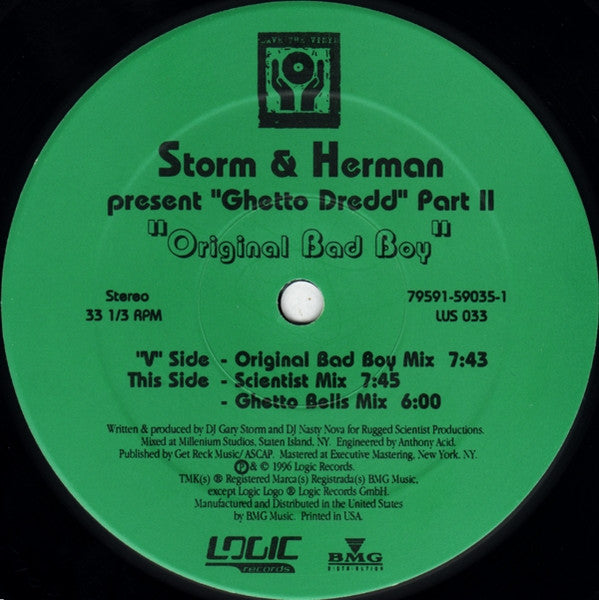 SAVE THE VINYL
Storm & Herman
present "Ghetto Dredd" Part II
"Original Bad Boy"
Stereo
33 1/3 RPM
79591-59035-1
LUS 033
"V" Side - Original Bad Boy Mix 7:43
This Side - Scientist Mix 7:45
- Ghetto Bells Mix 6:00
Written & produced by DJ Gary Storm and DJ Nasty Nova for Rugged Scientist Productions.
Mixed at Millenium Studios, Staten Island, NY. Engineered by Anthony Acid.
Published by Get Reck Music/ ASCAP. Mastered at Executive Mastering, New York, NY.
℗ & © 1996 Logic Records.
TMK(s) ® Registered Marca(s) Registrada(s) BMG Music,
except Logic Logo ® Logic Records GmbH.
Manufactured and Distributed in the United States
by BMG Music. Printed in USA.
LOGIC
records
BMG
DISTRIBUTION